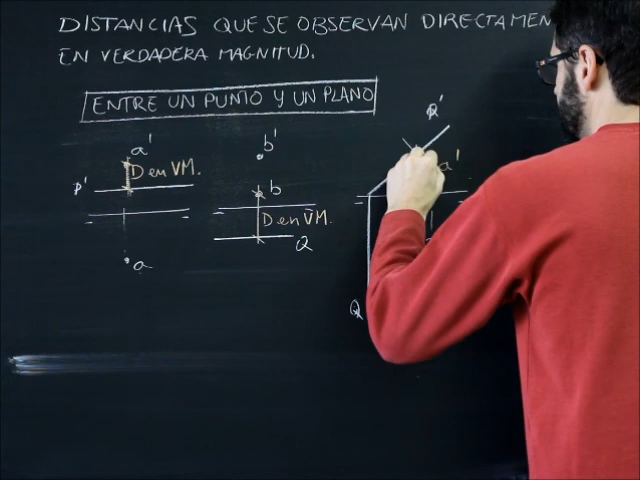 DISTANCIAS QUE SE OBSERVAN DIRECTAMEN
EN VERDADERA MAGNITUD.
ENTRE UN PUNTO Y UN PLANO
a'
P'
D en VM.
a
b'
b
D en VM.
Q
Q'
a'
Q